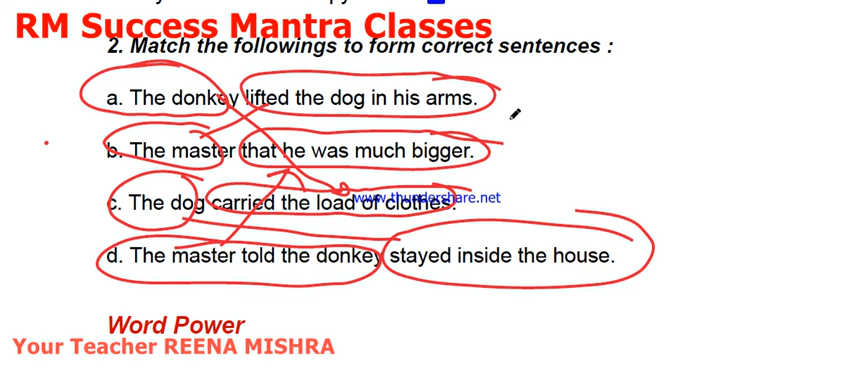 RM Success Mantra Classes
2. Match the followings to form correct sentences :
a. The donkey lifted the dog in his arms.
b. The master that he was much bigger.
c. The dog carried the load of clothes.
www.thundershare.net
d. The master told the donkey stayed inside the house.
Word Power
Your Teacher REENA MISHRA